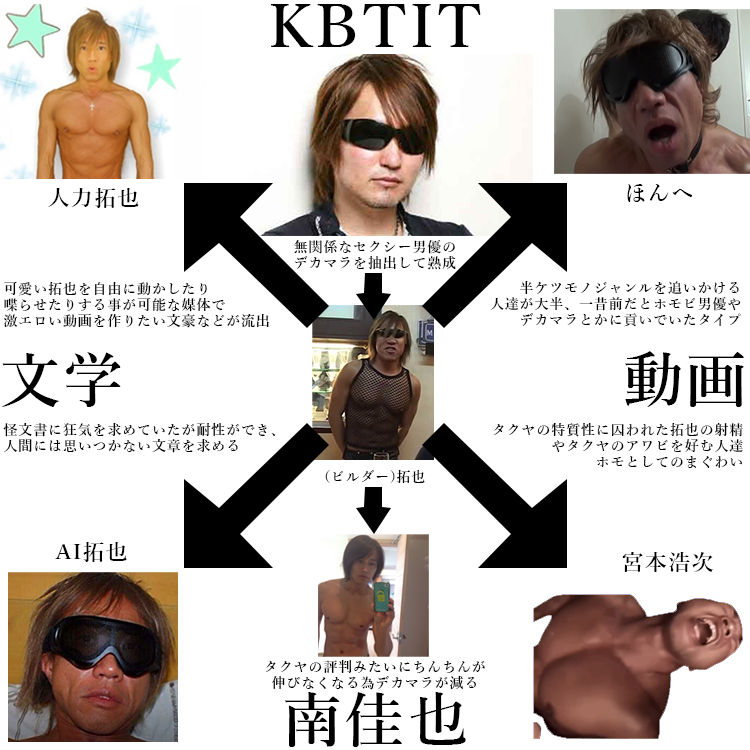 KBTIT
人力拓也
ほんへ
無関係なセクシー男優の
デカマラを抽出して熟成
可愛い拓也を自由に動かしたり
喋らせたりする事が可能な媒体で
激エロい動画を作りたい文豪などが流出
半ケツモノジャンルを追いかける
人達が大半、一昔前だとホモビ男優や
デカマラとかに貢いでいたタイプ
文学
動画
怪文書に狂気を求めていたが耐性ができ、
人間には思いつかない文章を求める
タクヤの特質性に囚われた拓也の射精
やタクヤのアワビを好む人達
ホモとしてのまぐわい
(ビルダー)拓也
AI拓也
宮本浩次
タクヤの評判みたいにちんちんが
伸びなくなる為デカマラが減る
南佳也